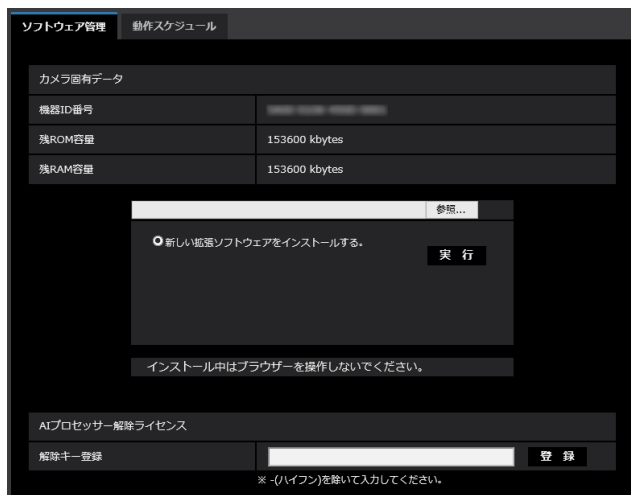 ソフトウェア管理 動作スケジュール
カメラ固有データ
機器ID番号
残ROM容量 153600 kbytes
残RAM容量 153600 kbytes
参照...
新しい拡張ソフトウェアをインストールする。
実 行
インストール中はブラウザーを操作しないでください。
AIプロセッサー解除ライセンス
解除キー登録 登 録
※ -(ハイフン)を除いて入力してください。